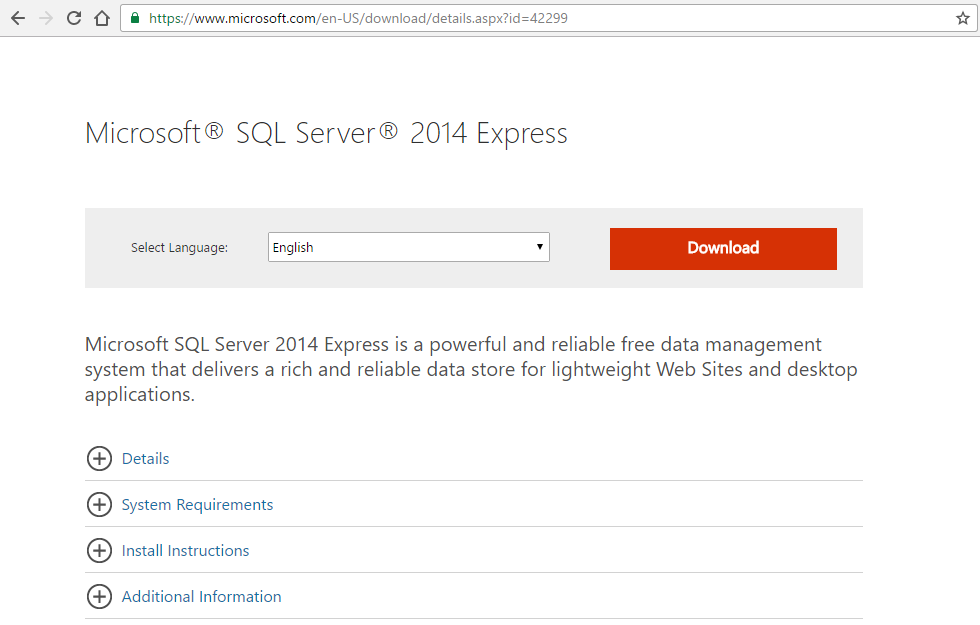 https://www.microsoft.com/en-US/download/details.aspx?id=42299
Microsoft® SQL Server® 2014 Express
Select Language:
English
Download
Microsoft SQL Server 2014 Express is a powerful and reliable free data management
system that delivers a rich and reliable data store for lightweight Web Sites and desktop
applications.
Details
System Requirements
Install Instructions
Additional Information